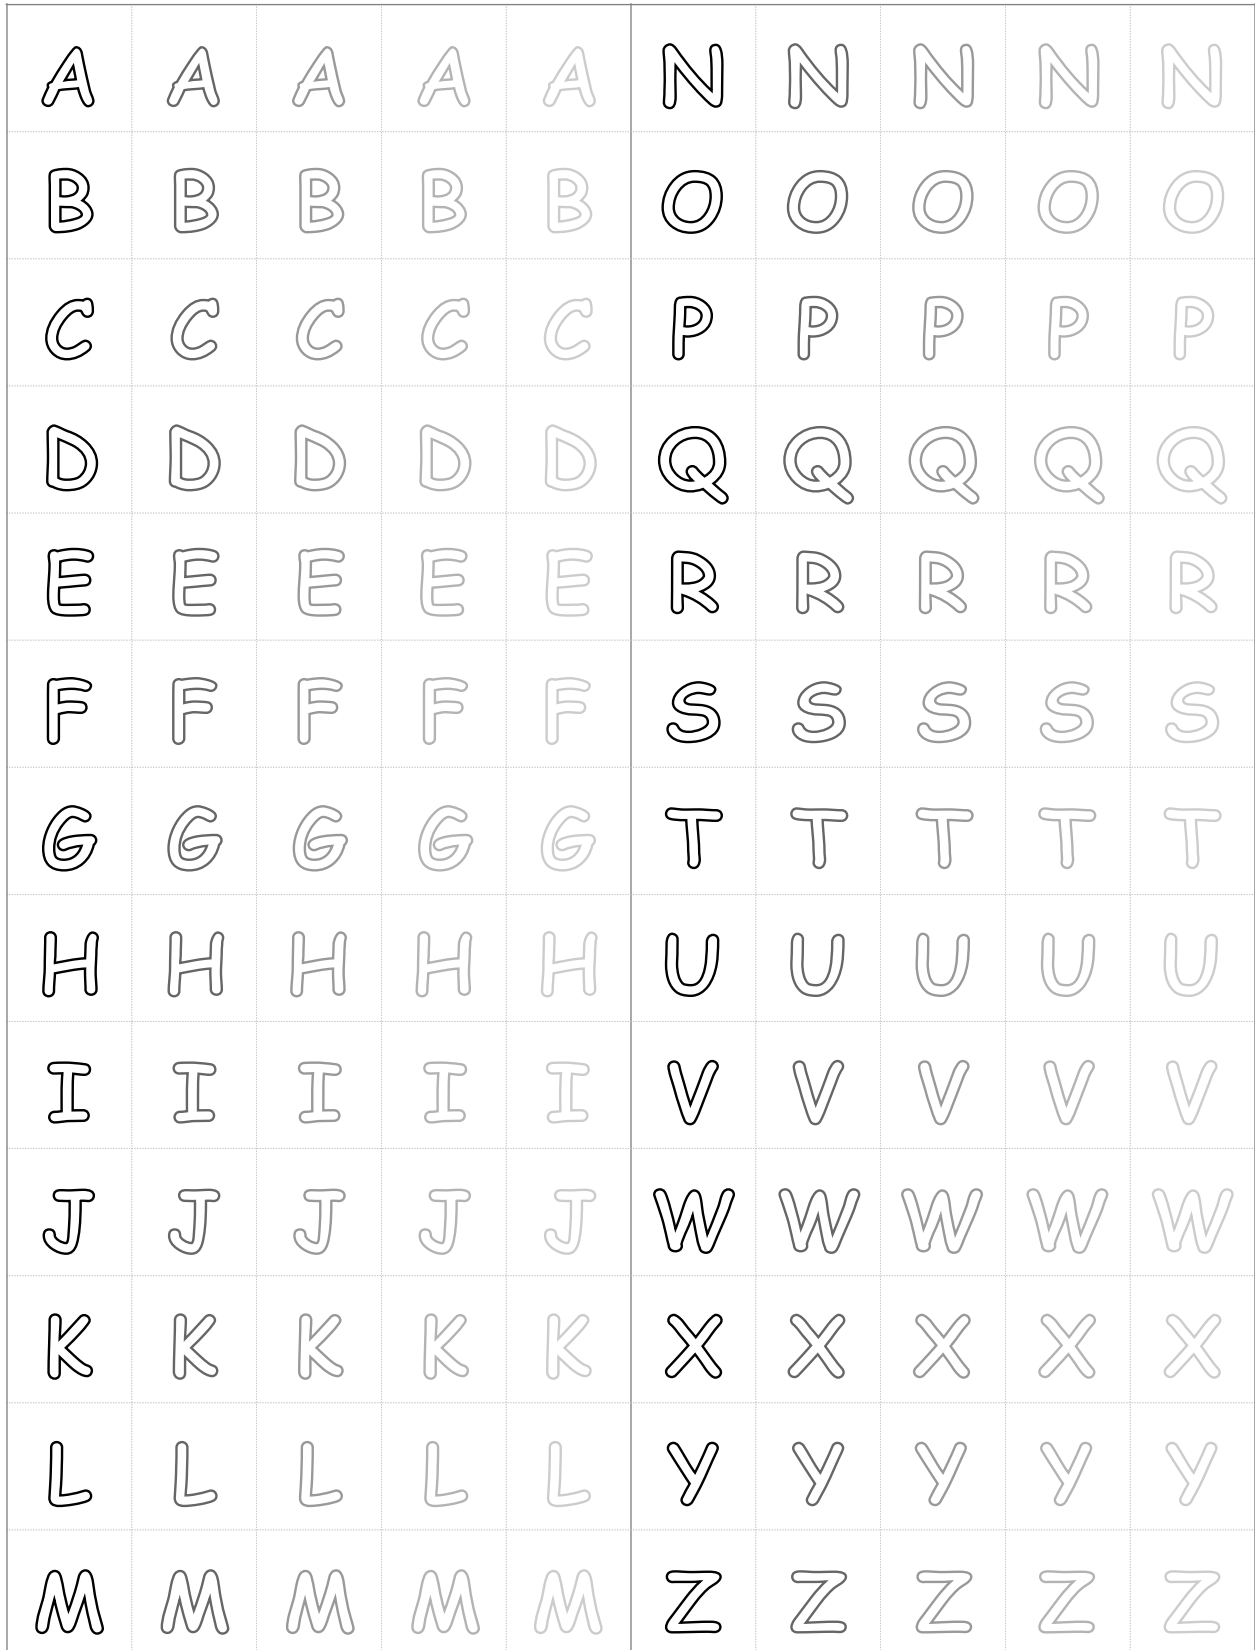 A A A A A N N N N N
B B B B B O O O O O
C C C C C P P P P P
D D D D D Q Q Q Q Q
E E E E E R R R R R
F F F F F S S S S S
G G G G G T T T T T
H H H H H U U U U U
I I I I I V V V V V
J J J J J W W W W W
K K K K K X X X X X
L L L L L Y Y Y Y Y
M M M M M Z Z Z Z Z